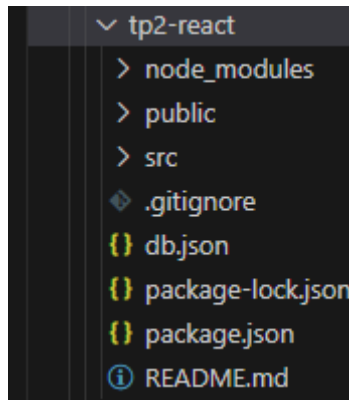 tp2-react
node_modules
public
src
.gitignore
db.json
package-lock.json
package.json
README.md